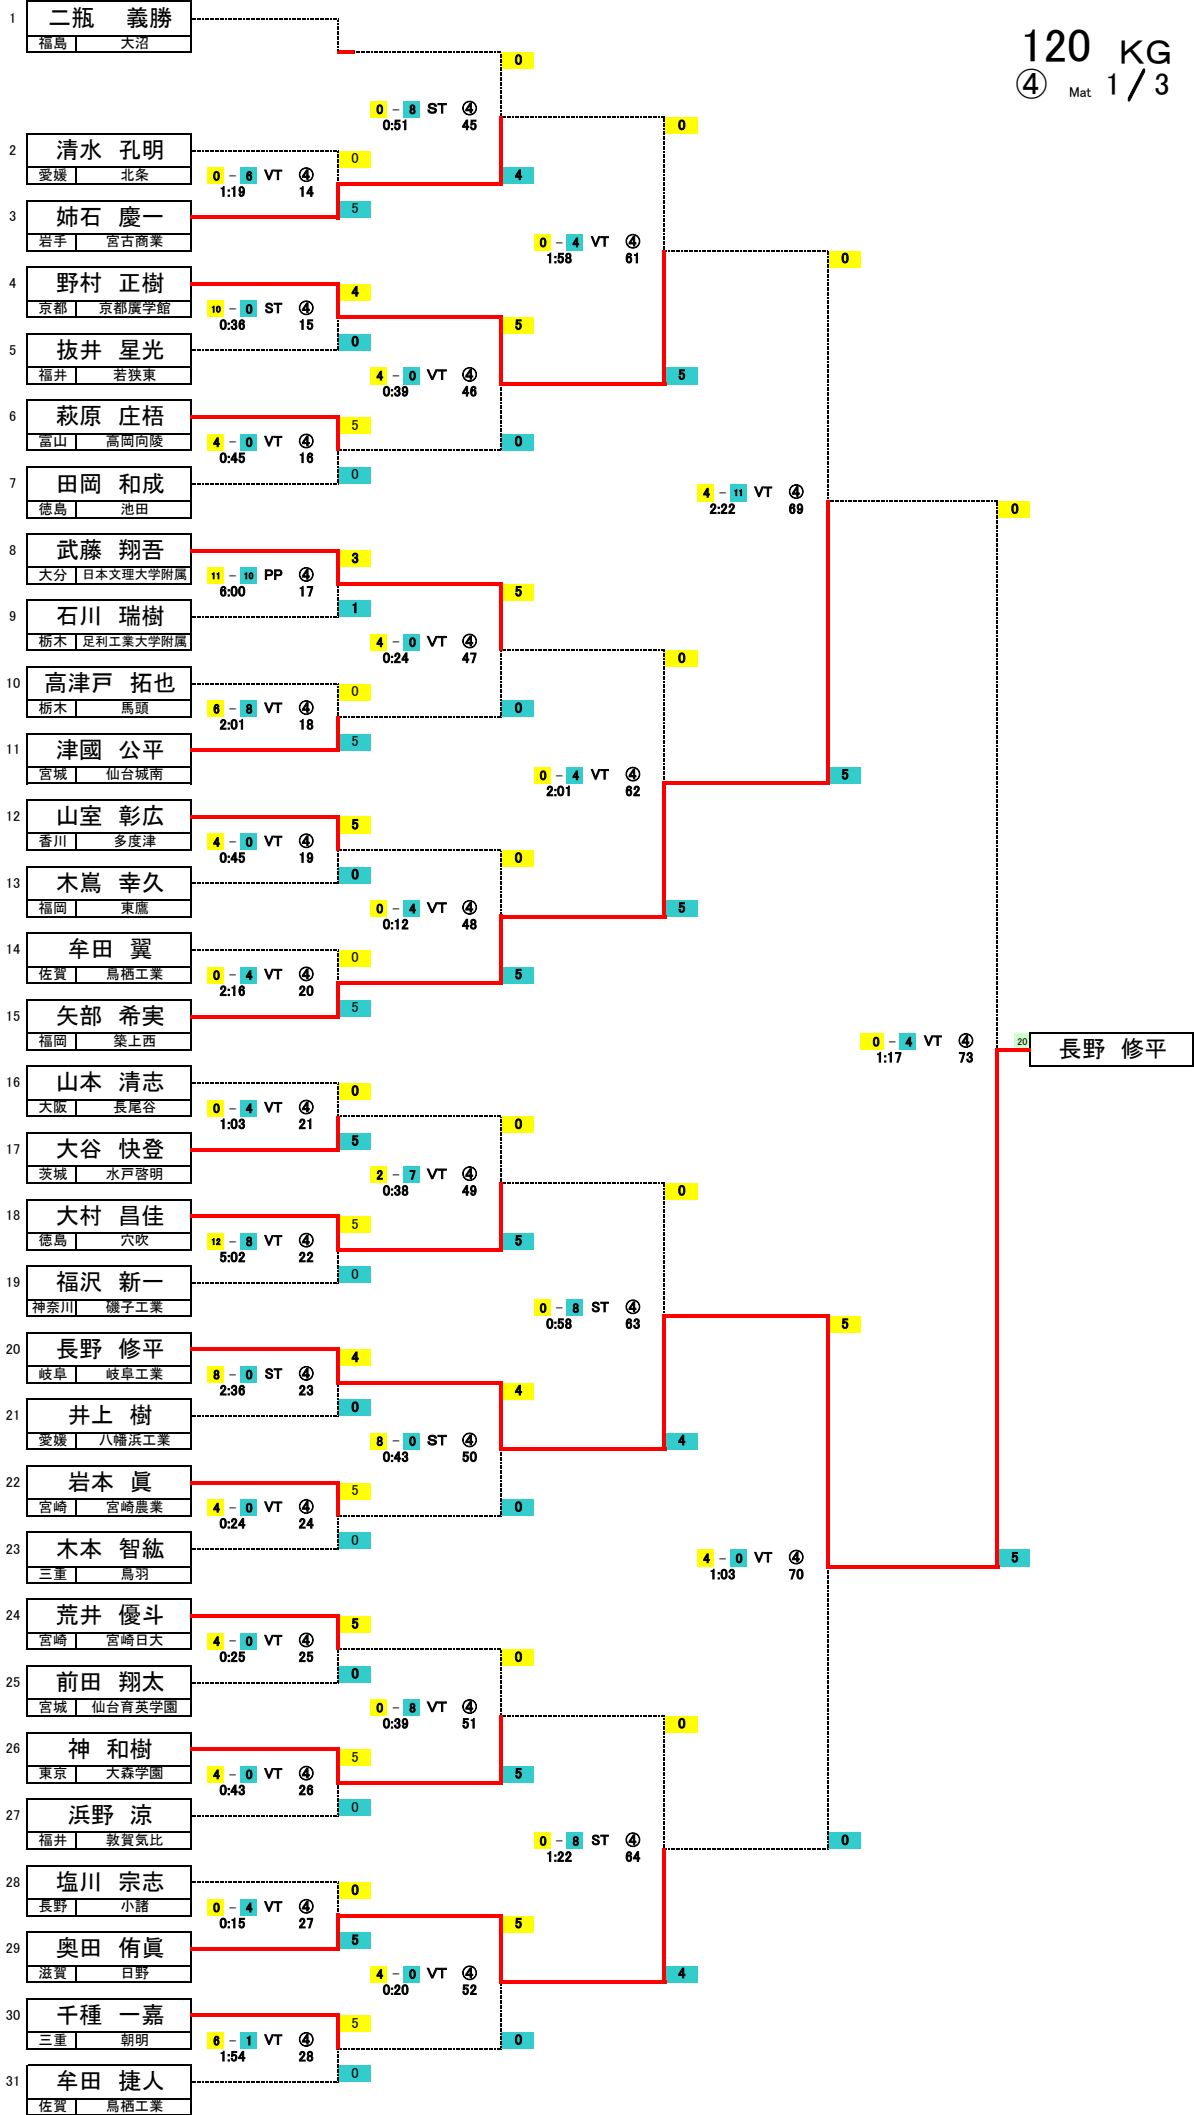 120 KG
④ Mat 1 / 3
1 二瓶 義勝
福島 大沼
0
0 - 8 ST ④
0:51 45
0
2 清水 孔明
愛媛 北条
0
0 - 6 VT ④
1:19 14
4
3 姉石 慶一
岩手 宮古商業
5
0 - 4 VT ④
1:58 61
0
4 野村 正樹
京都 京都廣学館
4
10 - 0 ST ④
0:36 15
5
5 抜井 星光
福井 若狭東
0
4 - 0 VT ④
0:39 46
5
6 萩原 庄梧
富山 高岡向陵
5
4 - 0 VT ④
0:45 16
0
7 田岡 和成
徳島 池田
0
4 - 11 VT ④
2:22 69
0
8 武藤 翔吾
大分 日本文理大学附属
3
11 - 10 PP ④
6:00 17
5
9 石川 瑞樹
栃木 足利工業大学附属
1
4 - 0 VT ④
0:24 47
0
10 高津戸 拓也
栃木 馬頭
0
6 - 8 VT ④
2:01 18
0
11 津國 公平
宮城 仙台城南
5
0 - 4 VT ④
2:01 62
5
12 山室 彰広
香川 多度津
5
4 - 0 VT ④
0:45 19
0
13 木嶌 幸久
福岡 東鷹
0
0 - 4 VT ④
0:12 48
5
14 牟田 翼
佐賀 鳥栖工業
0
0 - 4 VT ④
2:16 20
5
15 矢部 希実
福岡 築上西
5
0 - 4 VT ④
1:17 73
20 長野 修平
16 山本 清志
大阪 長尾谷
0
0 - 4 VT ④
1:03 21
0
17 大谷 快登
茨城 水戸啓明
5
2 - 7 VT ④
0:38 49
0
18 大村 昌佳
徳島 穴吹
5
12 - 8 VT ④
5:02 22
5
19 福沢 新一
神奈川 磯子工業
0
0 - 8 ST ④
0:58 63
5
20 長野 修平
岐阜 岐阜工業
4
8 - 0 ST ④
2:36 23
4
21 井上 樹
愛媛 八幡浜工業
0
8 - 0 ST ④
0:43 50
4
22 岩本 眞
宮崎 宮崎農業
5
4 - 0 VT ④
0:24 24
0
23 木本 智紘
三重 鳥羽
0
4 - 0 VT ④
1:03 70
5
24 荒井 優斗
宮崎 宮崎日大
5
4 - 0 VT ④
0:25 25
0
25 前田 翔太
宮城 仙台育英学園
0
0 - 8 VT ④
0:39 51
0
26 神 和樹
東京 大森学園
5
4 - 0 VT ④
0:43 26
5
27 浜野 涼
福井 敦賀気比
0
0 - 8 ST ④
1:22 64
0
28 塩川 宗志
長野 小諸
0
0 - 4 VT ④
0:15 27
5
29 奥田 侑眞
滋賀 日野
5
4 - 0 VT ④
0:20 52
4
30 千種 一嘉
三重 朝明
5
6 - 1 VT ④
1:54 28
0
31 牟田 捷人
佐賀 鳥栖工業
0